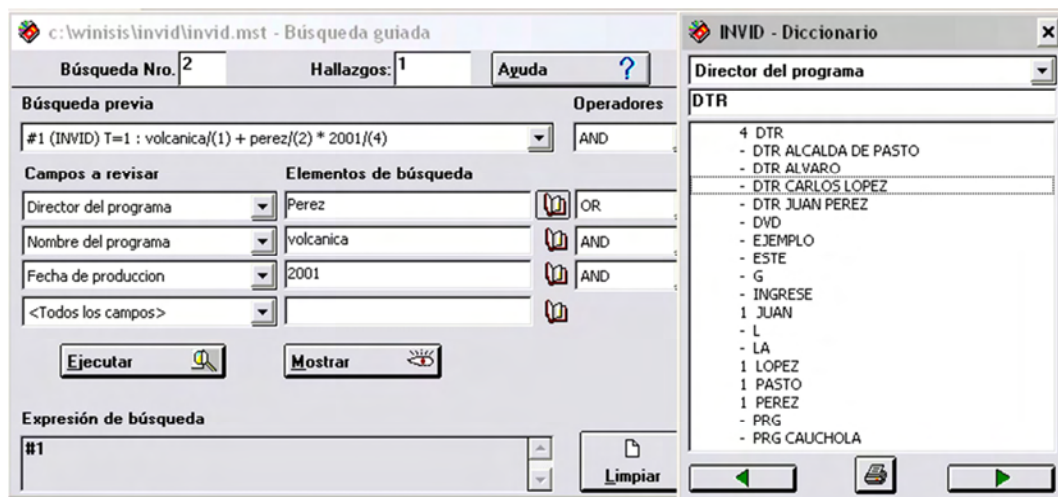 c:\winisis\invid\invid.mst - Búsqueda guiada
Búsqueda Nro. 2 Hallazgos: 1 Ayuda ?
Búsqueda previa Operadores
#1 (INVID) T=1 : volcanica/(1) + perez/(2) * 2001/(4) AND
Campos a revisar Elementos de búsqueda
Director del programa Perez OR
Nombre del programa volcanica AND
Fecha de produccion 2001 AND
<Todos los campos>
Ejecutar Mostrar
Expresión de búsqueda
#1
Limpiar
INVID - Diccionario
Director del programa
DTR
4 DTR
- DTR ALCALDA DE PASTO
- DTR ALVARO
- DTR CARLOS LOPEZ
- DTR JUAN PEREZ
- DVD
- EJEMPLO
- ESTE
- G
- INGRESE
1 JUAN
- L
- LA
1 LOPEZ
1 PASTO
1 PEREZ
- PRG
- PRG CAUCHOLA